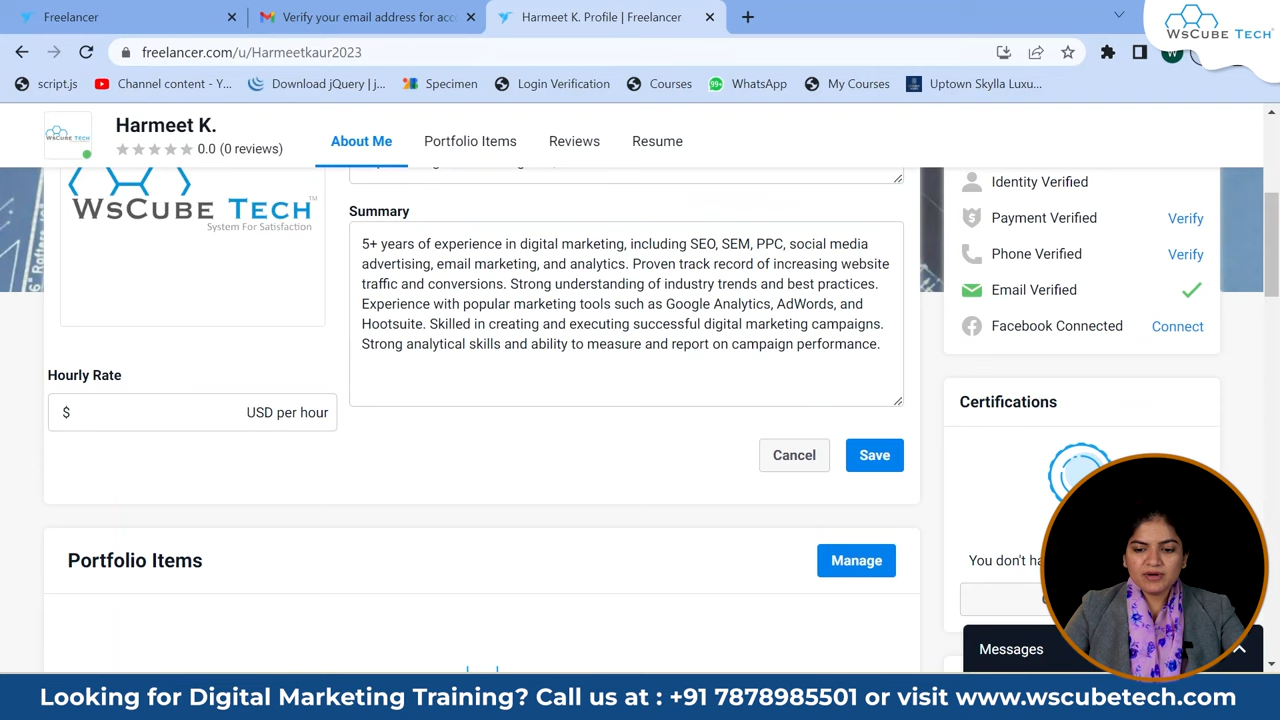 Freelancer
Verify your email address for acc
Harmeet K. Profile | Freelancer
WsCube Tech
freelancer.com/u/Harmeetkaur2023
script.js
Channel content - Y...
Download jQuery | j...
Specimen
Login Verification
Courses
99+
WhatsApp
My Courses
Uptown Skylla Luxu...
Harmeet K.
0.0 (0 reviews)
About Me
Portfolio Items
Reviews
Resume
WsCube Tech™
System For Satisfaction
Summary
5+ years of experience in digital marketing, including SEO, SEM, PPC, social media
advertising, email marketing, and analytics. Proven track record of increasing website
traffic and conversions. Strong understanding of industry trends and best practices.
Experience with popular marketing tools such as Google Analytics, AdWords, and
Hootsuite. Skilled in creating and executing successful digital marketing campaigns.
Strong analytical skills and ability to measure and report on campaign performance.
Hourly Rate
$ USD per hour
Cancel
Save
Identity Verified
Payment Verified Verify
Phone Verified Verify
Email Verified
Facebook Connected Connect
Certifications
You don't ha
Portfolio Items
Manage
Messages
Looking for Digital Marketing Training? Call us at : +91 7878985501 or visit www.wscubetech.com